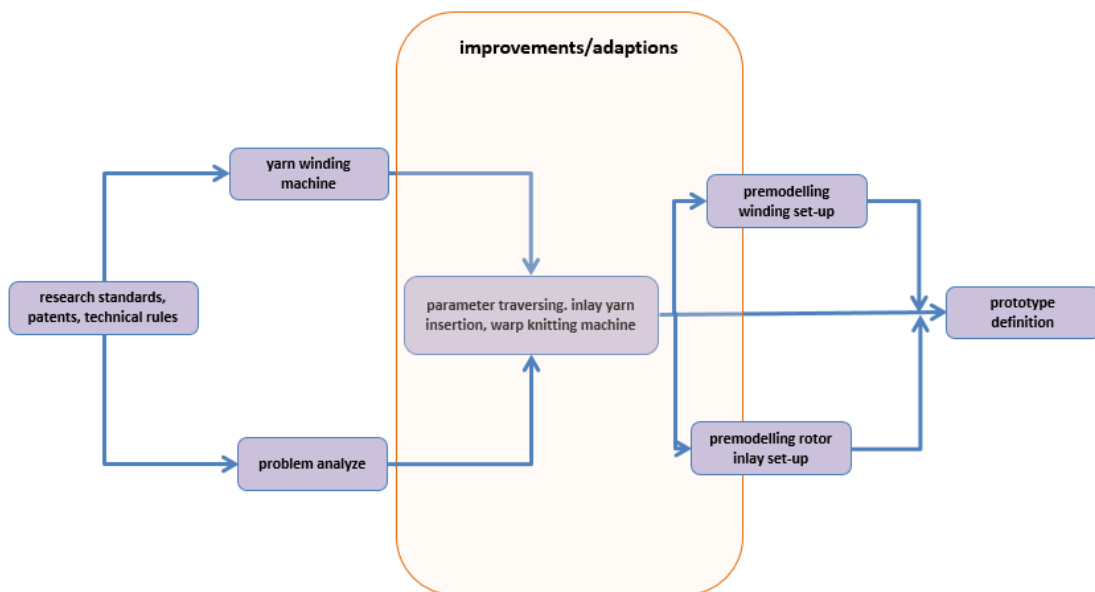 improvements/adaptions
yarn winding
machine
premodelling
winding set-up
research standards,
patents, technical rules
parameter traversing. inlay yarn
insertion, warp knitting machine
prototype
definition
problem analyze
premodelling rotor
inlay set-up